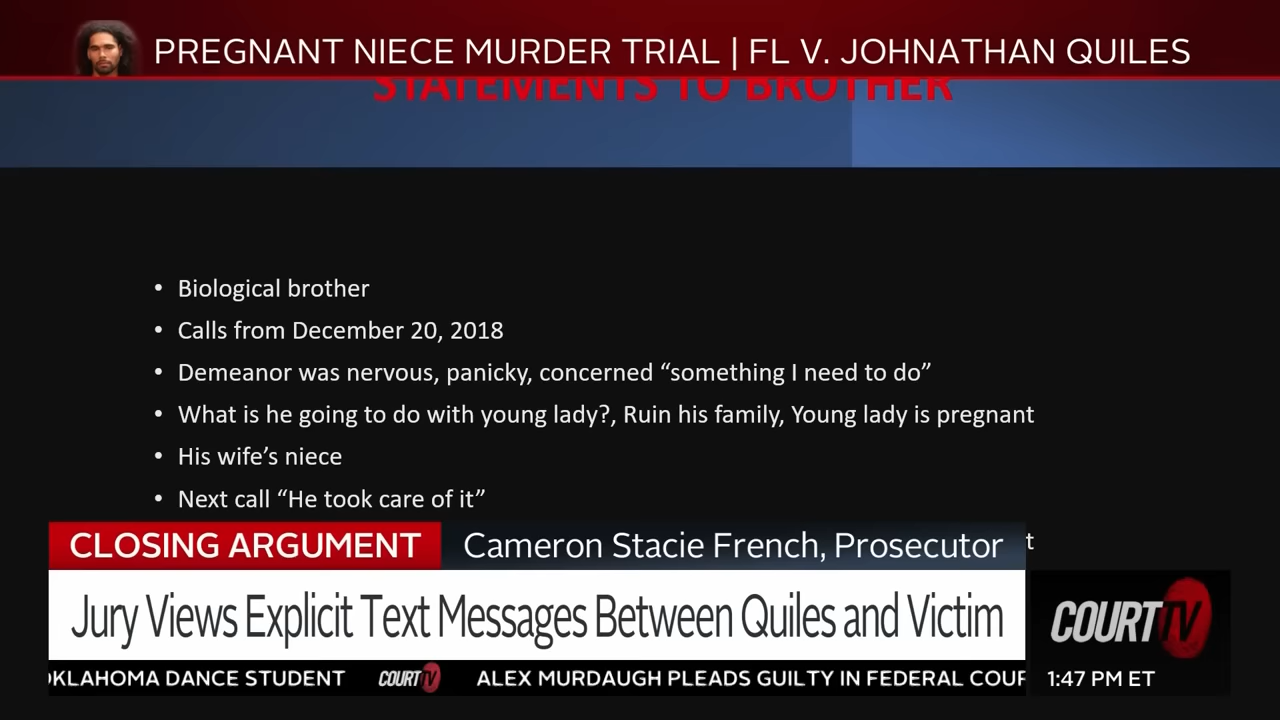 PREGNANT NIECE MURDER TRIAL | FL V. JOHNATHAN QUILES
STATEMENTS TO BROTHER
• Biological brother
• Calls from December 20, 2018
• Demeanor was nervous, panicky, concerned “something I need to do”
• What is he going to do with young lady?, Ruin his family, Young lady is pregnant
• His wife’s niece
• Next call “He took care of it”
CLOSING ARGUMENT Cameron Stacie French, Prosecutor
Jury Views Explicit Text Messages Between Quiles and Victim
COURT TV
OKLAHOMA DANCE STUDENT COURT TV ALEX MURDAUGH PLEADS GUILTY IN FEDERAL COUR
1:47 PM ET